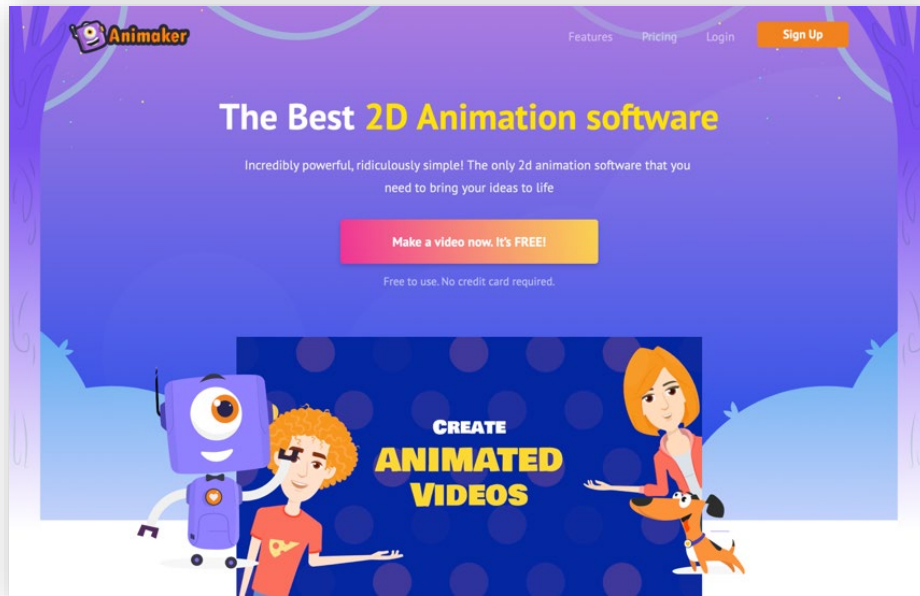 Animaker
Features Pricing Login Sign Up
The Best 2D Animation software
Incredibly powerful, ridiculously simple! The only 2d animation software that you
need to bring your ideas to life
Make a video now. It's FREE!
Free to use. No credit card required.
CREATE
ANIMATED
VIDEOS